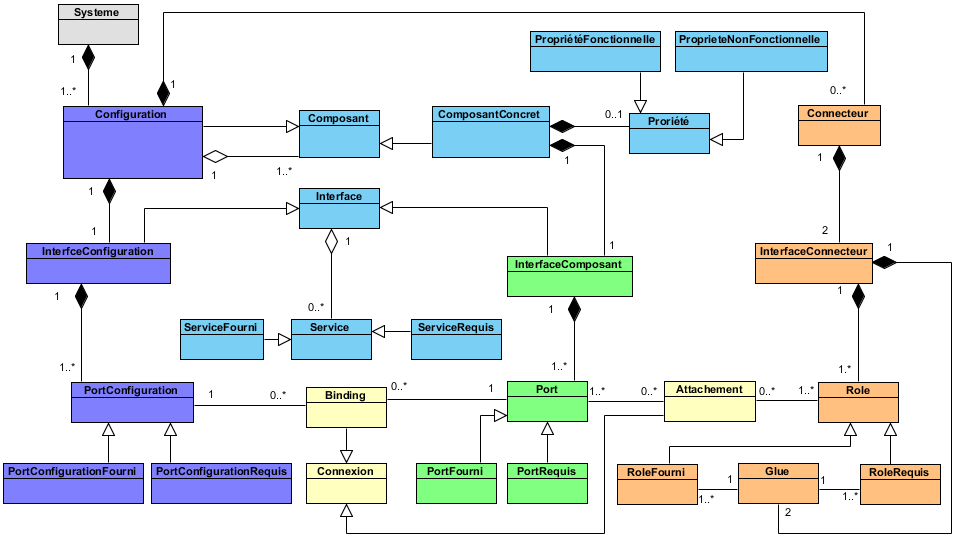 Systeme
PropriétéFonctionnelle
ProprieteNonFonctionnelle
1
1..*
1
0..*
Configuration
Composant
ComposantConcret
0..1
Proriété
Connecteur
1
1..*
1
1
1
1
2
1
Interface
1
1
InterfceConfiguration
InterfaceComposant
InterfaceConnecteur
1
1
1
0..*
ServiceFourni
Service
ServiceRequis
1..*
1..*
1..*
PortConfiguration
1
0..*
Binding
0..*
1
Port
1..*
0..*
Attachement
0..*
1..*
Role
PortConfigurationFourni
PortConfigurationRequis
Connexion
PortFourni
PortRequis
RoleFourni
1
1..*
Glue
1
1..*
RoleRequis
2